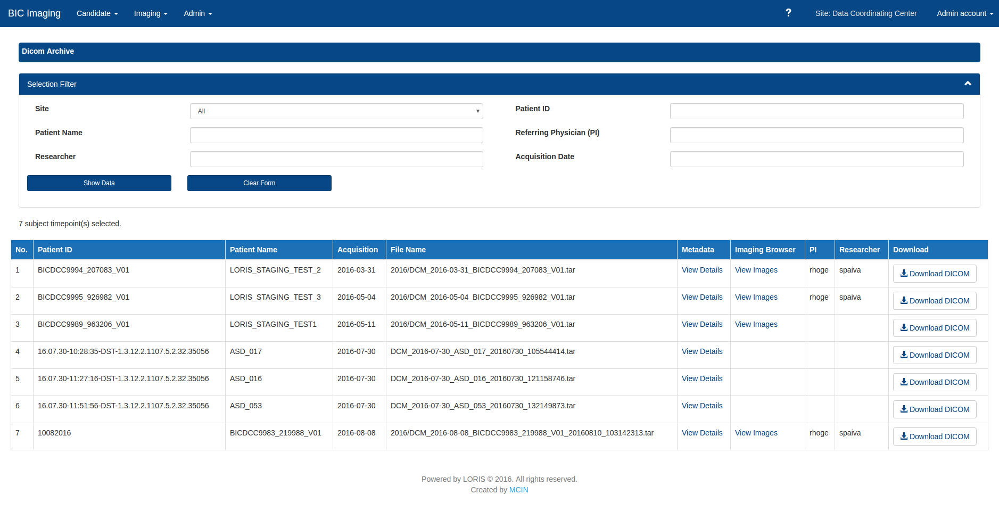 BIC Imaging Candidate Imaging Admin ? Site: Data Coordinating Center Admin account
Dicom Archive
Selection Filter
Site All Patient ID
Patient Name Referring Physician (PI)
Researcher Acquisition Date
Show Data Clear Form
7 subject timepoint(s) selected.
No. Patient ID Patient Name Acquisition File Name Metadata Imaging Browser PI Researcher Download
1 BICDCC9994_207083_V01 LORIS_STAGING_TEST_2 2016-03-31 2016/DCM_2016-03-31_BICDCC9994_207083_V01.tar View Details View Images rhoge spaiva Download DICOM
2 BICDCC9995_926982_V01 LORIS_STAGING_TEST_3 2016-05-04 2016/DCM_2016-05-04_BICDCC9995_926982_V01.tar View Details View Images rhoge spaiva Download DICOM
3 BICDCC9989_963206_V01 LORIS_STAGING_TEST1 2016-05-11 2016/DCM_2016-05-11_BICDCC9989_963206_V01.tar View Details View Images Download DICOM
4 16.07.30-10:28:35-DST-1.3.12.2.1107.5.2.32.35056 ASD_017 2016-07-30 DCM_2016-07-30_ASD_017_20160730_105544414.tar View Details Download DICOM
5 16.07.30-11:27:16-DST-1.3.12.2.1107.5.2.32.35056 ASD_016 2016-07-30 DCM_2016-07-30_ASD_016_20160730_121158746.tar View Details Download DICOM
6 16.07.30-11:51:56-DST-1.3.12.2.1107.5.2.32.35056 ASD_053 2016-07-30 DCM_2016-07-30_ASD_053_20160730_132149873.tar View Details Download DICOM
7 10082016 BICDCC9983_219988_V01 2016-08-08 2016/DCM_2016-08-08_BICDCC9983_219988_V01_20160810_103142313.tar View Details View Images rhoge spaiva Download DICOM
Powered by LORIS © 2016. All rights reserved.
Created by MCIN